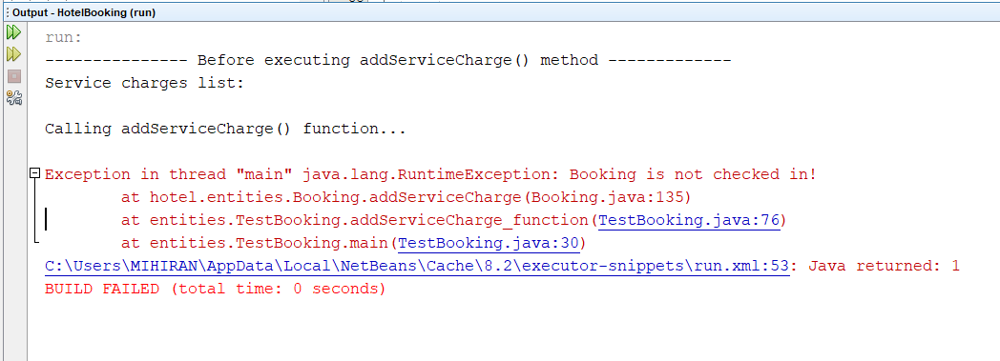 Output - HotelBooking (run)
run:
--------------- Before executing addServiceCharge() method -------------
Service charges list:
Calling addServiceCharge() function...
Exception in thread "main" java.lang.RuntimeException: Booking is not checked in!
at hotel.entities.Booking.addServiceCharge(Booking.java:135)
at entities.TestBooking.addServiceCharge_function(TestBooking.java:76)
at entities.TestBooking.main(TestBooking.java:30)
C:\Users\MIHIRAN\AppData\Local\NetBeans\Cache\8.2\executor-snippets\run.xml:53: Java returned: 1
BUILD FAILED (total time: 0 seconds)